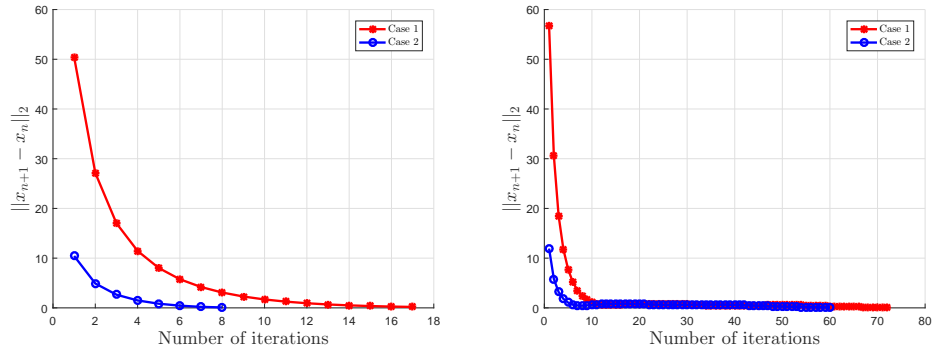 60
50
40
30
20
10
0
||x_{n+1} − x_n||_2
Case 1
Case 2
0 2 4 6 8 10 12 14 16 18
Number of iterations
60
50
40
30
20
10
0
||x_{n+1} − x_n||_2
Case 1
Case 2
0 10 20 30 40 50 60 70 80
Number of iterations